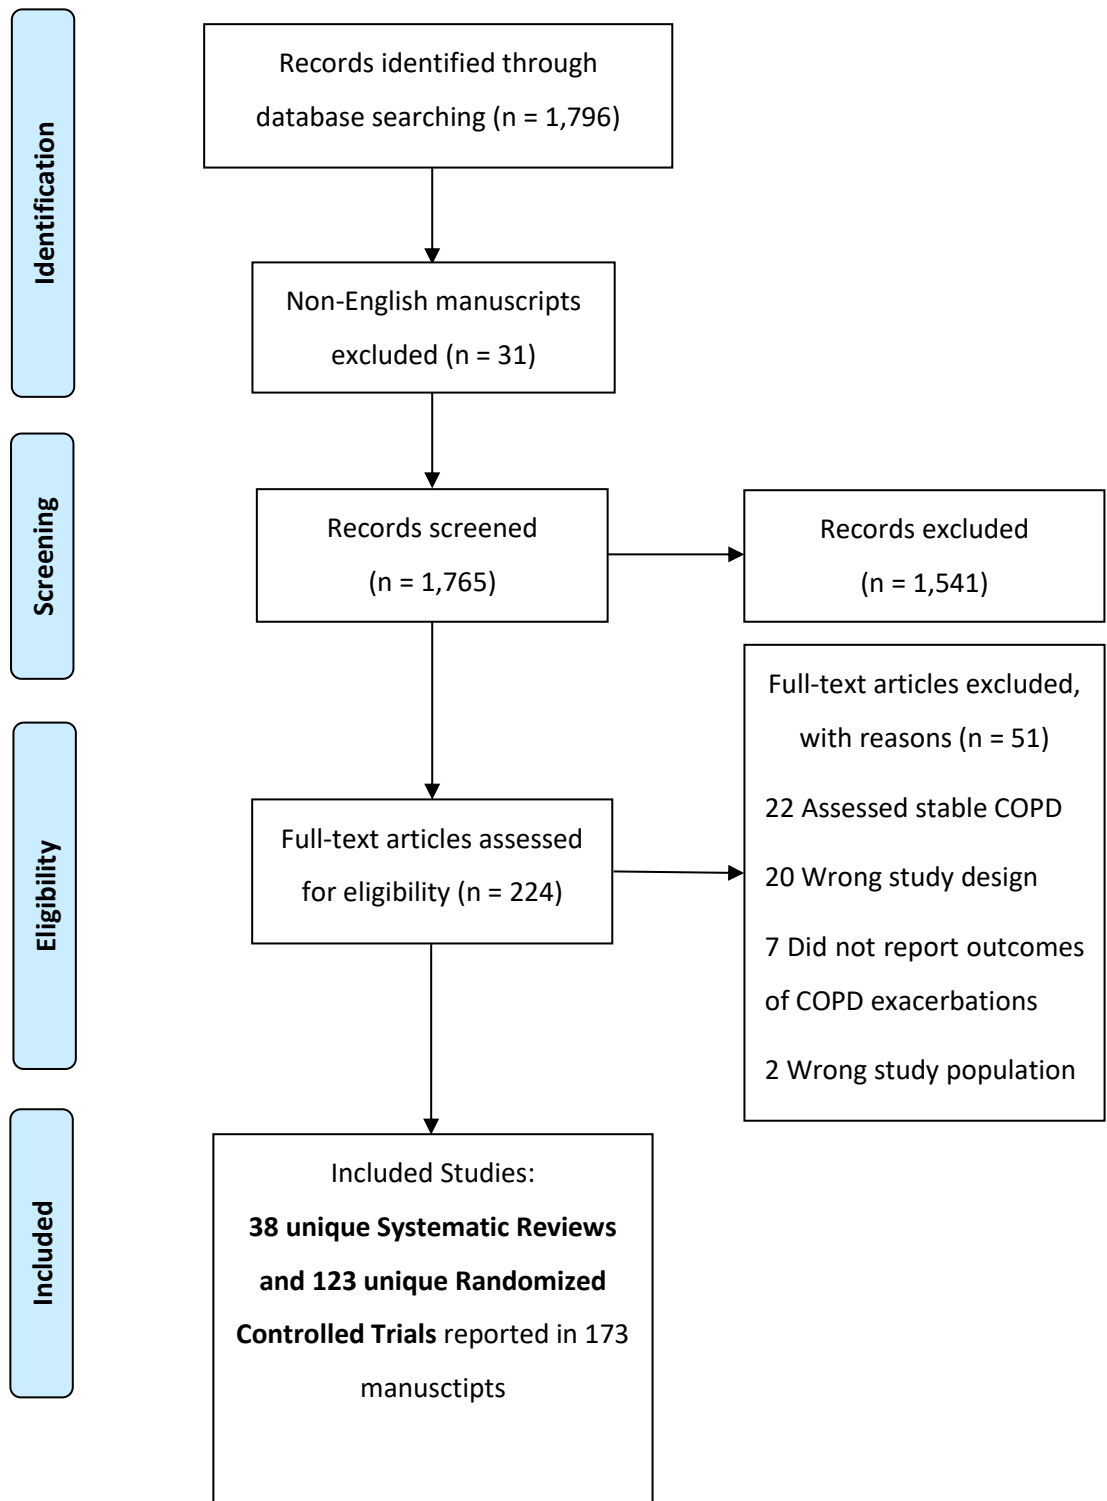 Identification
Records identified through
database searching (n = 1,796)
Non-English manuscripts
excluded (n = 31)
Screening
Records screened
(n = 1,765)
Records excluded
(n = 1,541)
Eligibility
Full-text articles assessed
for eligibility (n = 224)
Full-text articles excluded,
with reasons (n = 51)
22 Assessed stable COPD
20 Wrong study design
7 Did not report outcomes
of COPD exacerbations
2 Wrong study population
Included
Included Studies:
38 unique Systematic Reviews
and 123 unique Randomized
Controlled Trials reported in 173
manusctipts